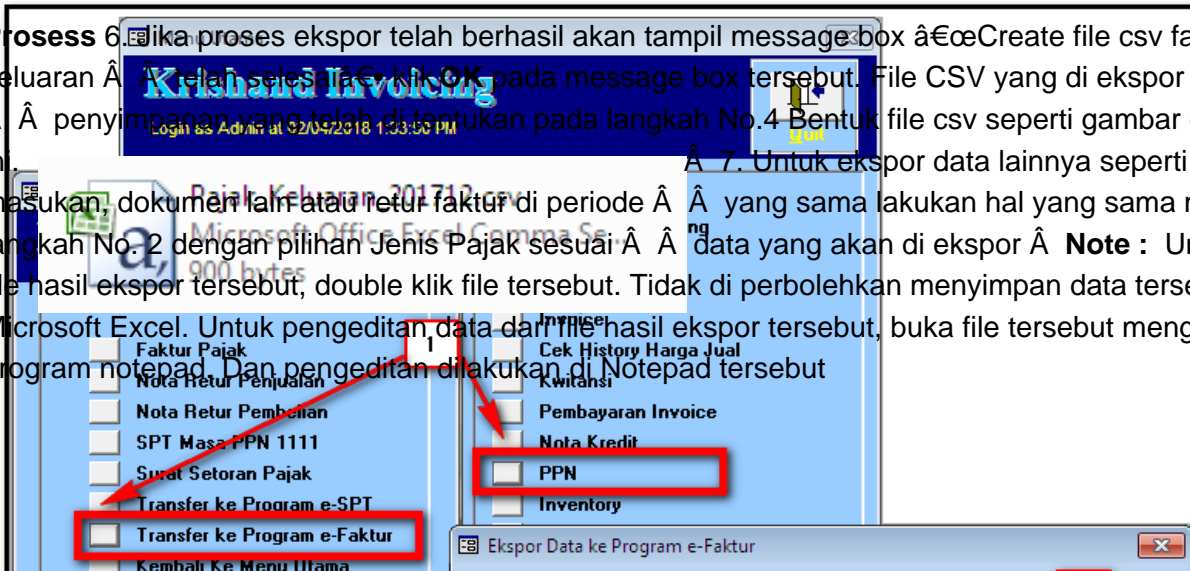 rosess 6. Jika proses ekspor telah berhasil akan tampil message box â€œCreate file csv fa
eluaran Â Â telah selesaiâ€ klik OK pada message box tersebut. File CSV yang di ekspor
Â penyimpanan yang telah di tentukan pada langkah No.4 Bentuk file csv seperti gambar
ni. Â 7. Untuk ekspor data lainnya seperti
masukan, dokumen lain atau retur faktur di periode Â Â yang sama lakukan hal yang sama
langkah No. 2 dengan pilihan Jenis Pajak sesuai Â Â data yang akan di ekspor Â Note : Un
le hasil ekspor tersebut, double klik file tersebut. Tidak di perbolehkan menyimpan data terse
Microsoft Excel. Untuk pengeditan data dari file hasil ekspor tersebut, buka file tersebut meng
rogram notepad. Dan pengeditan dilakukan di Notepad tersebut
Menu Utama
Krishand Invoicing
Login as Admin at 02/04/2018 1:33:50 PM
Quit
Pajak_Keluaran_201712.csv
Microsoft Office Excel Comma Se...
900 bytes
1
Faktur Pajak
Nota Retur Penjualan
Nota Retur Pembelian
SPT Masa PPN 1111
Surat Setoran Pajak
Transfer ke Program e-SPT
Transfer ke Program e-Faktur
Kembali Ke Menu Utama
ng
Invoice
Cek History Harga Jual
Kwitansi
Pembayaran Invoice
Nota Kredit
PPN
Inventory
Ekspor Data ke Program e-Faktur